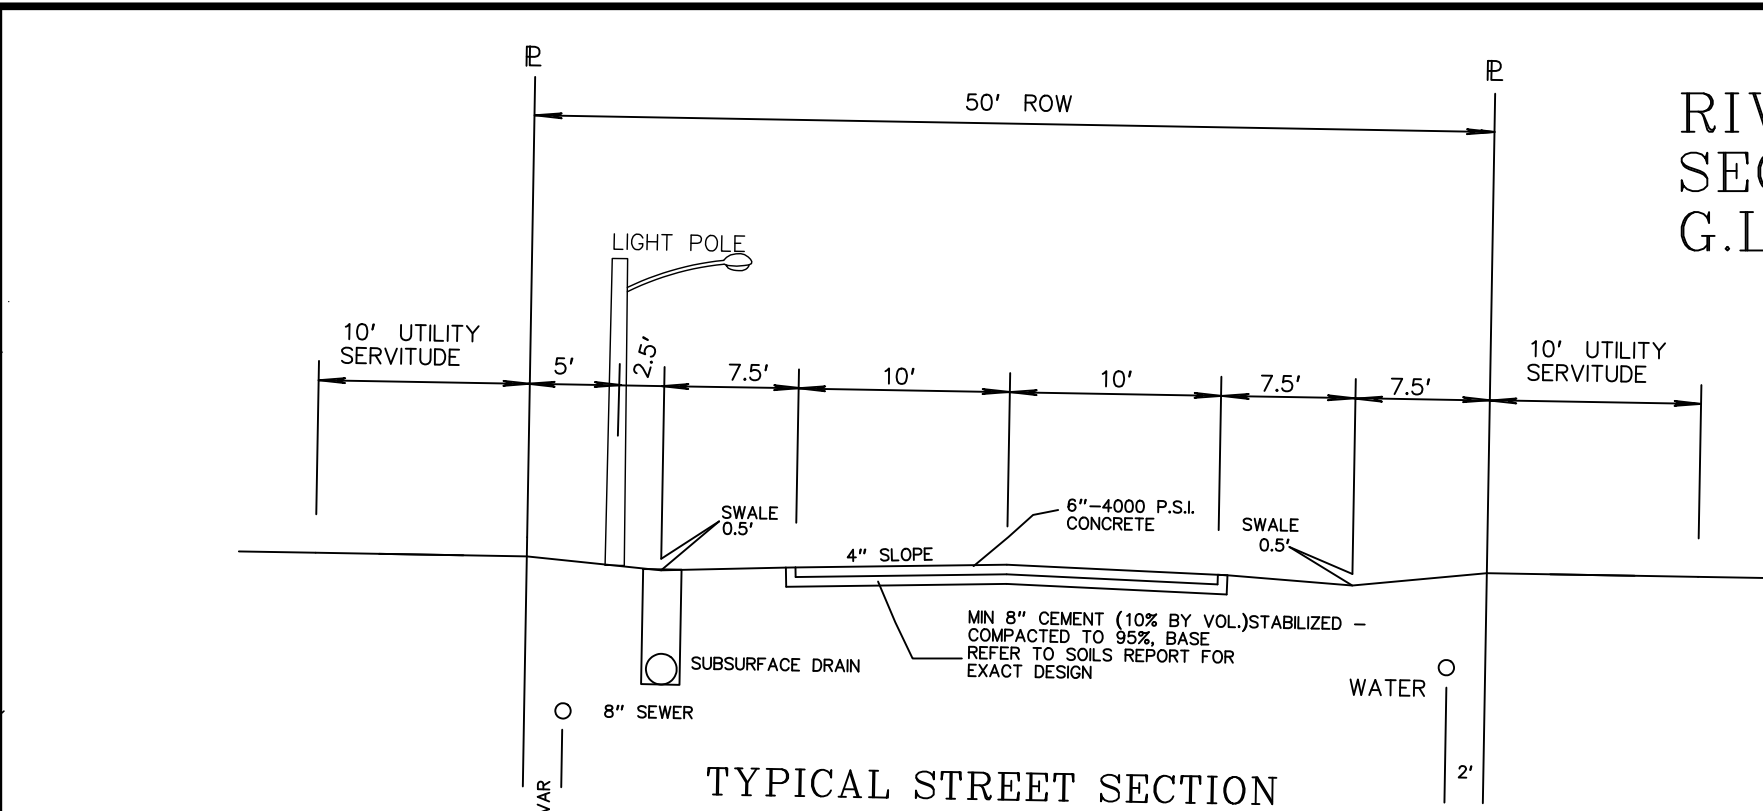 PL
PL
50' ROW
LIGHT POLE
10' UTILITY
SERVITUDE
5'
2.5'
7.5'
10'
10'
7.5'
7.5'
10' UTILITY
SERVITUDE
SWALE
0.5'
6"-4000 P.S.I.
CONCRETE
SWALE
0.5'
4" SLOPE
MIN 8" CEMENT (10% BY VOL.)STABILIZED -
COMPACTED TO 95%, BASE
REFER TO SOILS REPORT FOR
EXACT DESIGN
SUBSURFACE DRAIN
WATER
8" SEWER
VAR
2'
TYPICAL STREET SECTION